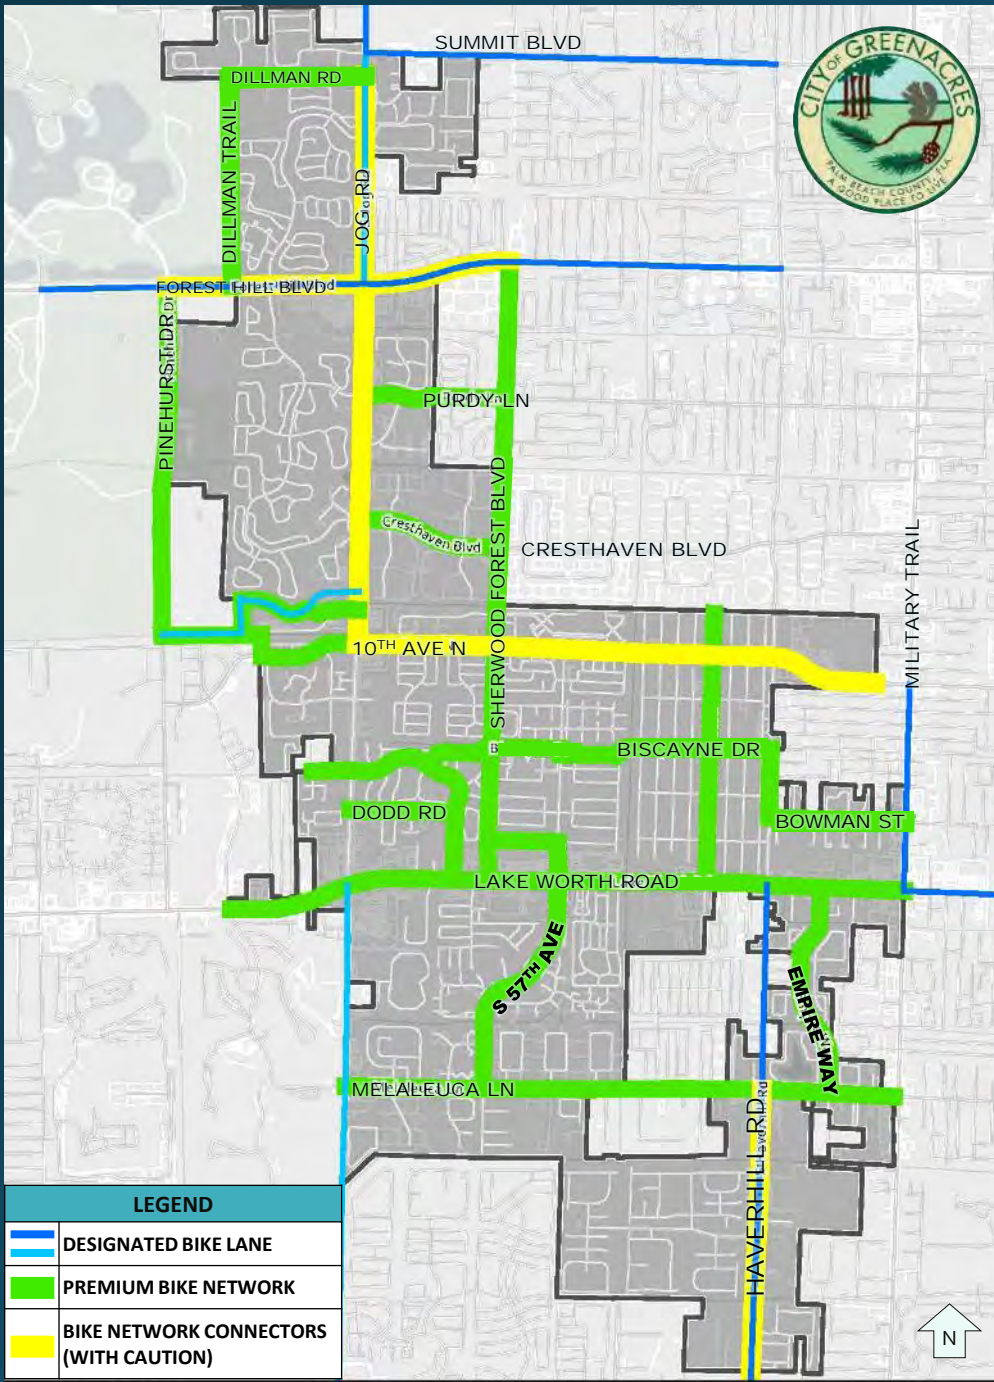 SUMMIT BLVD
CITY OF GREENACRES
PALM BEACH COUNTY, FLA.
A GOOD PLACE TO LIVE
DILLMAN RD
DILLMAN TRAIL
JOG RD
FOREST HILL BLVD
PINEHURST DR
PURDY LN
SHERWOOD FOREST BLVD
Cresthaven Blvd
CRESTHAVEN BLVD
MILITARY TRAIL
10TH AVE N
BISCAYNE DR
DODD RD
BOWMAN ST
LAKE WORTH ROAD
S 57TH AVE
EMPIRE WAY
MELALEUCA LN
HAVERHILL RD
LEGEND
DESIGNATED BIKE LANE
PREMIUM BIKE NETWORK
BIKE NETWORK CONNECTORS
(WITH CAUTION)
N